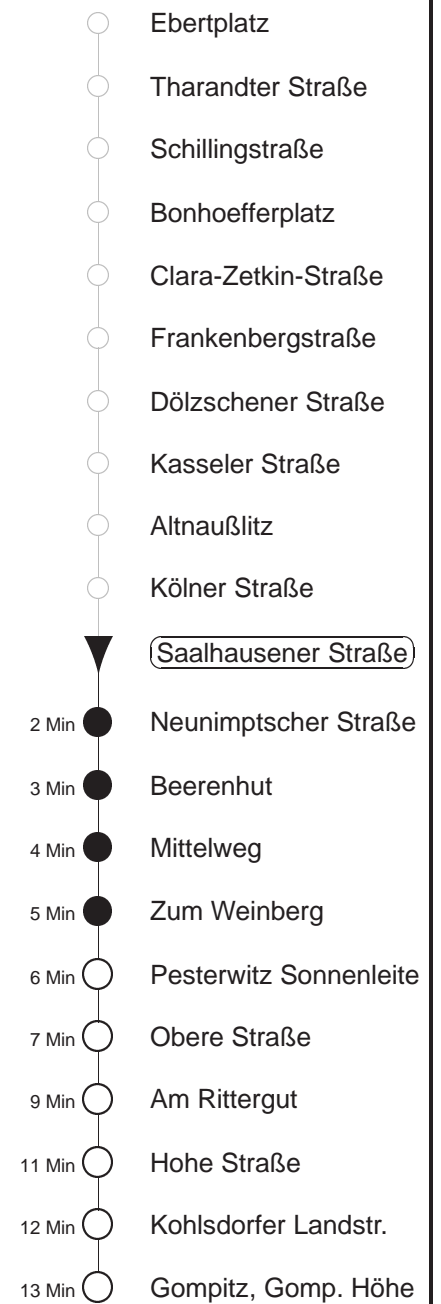 Ebertplatz
Tharandter Straße
Schillingstraße
Bonhoefferplatz
Clara-Zetkin-Straße
Frankenbergstraße
Dölzschener Straße
Kasseler Straße
Altnaußlitz
Kölner Straße
Saalhausener Straße
2 Min Neunimptscher Straße
3 Min Beerenhut
4 Min Mittelweg
5 Min Zum Weinberg
6 Min Pesterwitz Sonnenleite
7 Min Obere Straße
9 Min Am Rittergut
11 Min Hohe Straße
12 Min Kohlsdorfer Landstr.
13 Min Gompitz, Gomp. Höhe